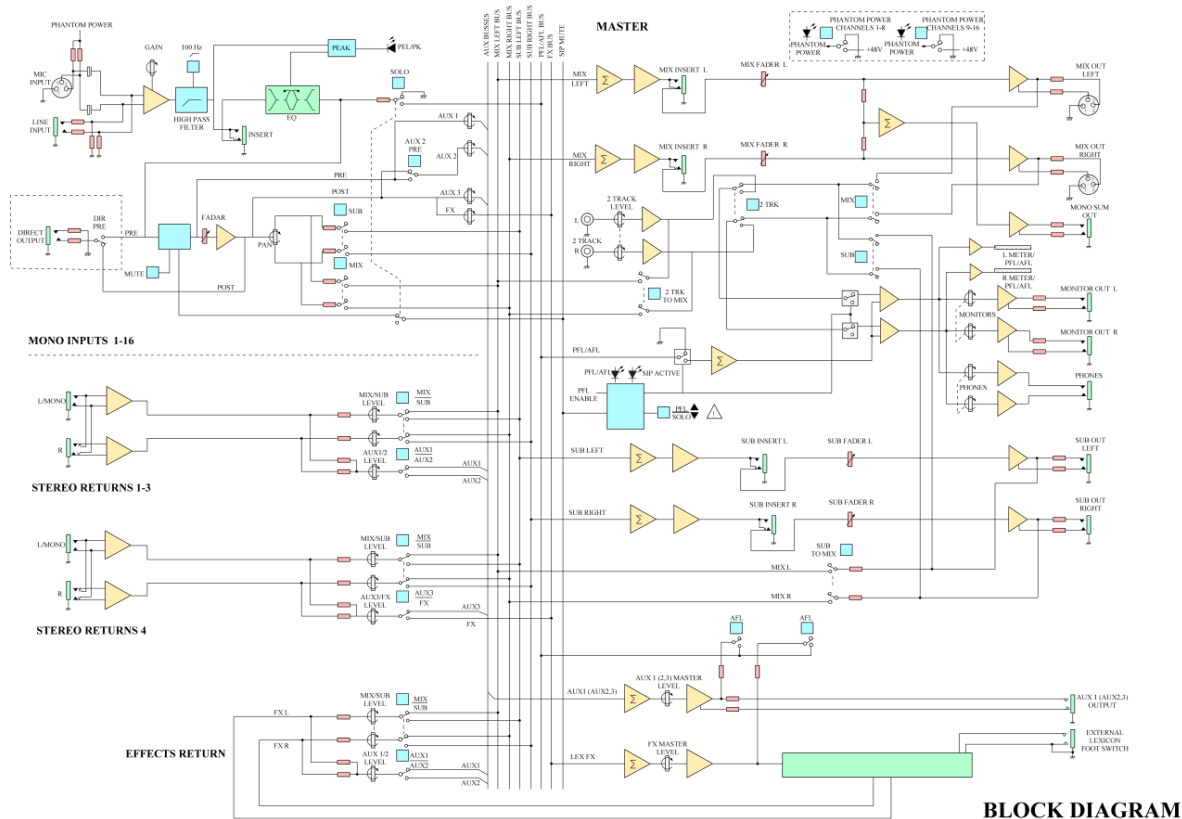 PHANTOM POWER
GAIN
100 Hz
MIC
INPUT
LINE
INPUT
HIGH PASS
FILTER
INSERT
PEAK
PEL/PK
EQ
SOLO
AUX 1
AUX 2
PRE
AUX 2
PRE
POST
AUX 3
FX
DIR
PRE
DIRECT
OUTPUT
PRE
FADAR
MUTE
POST
PAN
SUB
MIX
MONO INPUTS 1-16
AUX BUSSES
MIX LEFT BUS
MIX RIGHT BUS
SUB LEFT BUS
SUB RIGHT BUS
PFL/AFL BUS
FX BUS
SIP MUTE
L/MONO
R
MIX/SUB
LEVEL
MIX
SUB
AUX1/2
LEVEL
AUX1
AUX2
AUX1
AUX2
STEREO RETURNS 1-3
L/MONO
R
MIX/SUB
LEVEL
MIX
SUB
AUX3/FX
LEVEL
AUX3
FX
AUX3
FX
STEREO RETURNS 4
FX L
FX R
MIX/SUB
LEVEL
MIX
SUB
AUX 1/2
LEVEL
AUX1
AUX2
AUX1
AUX2
EFFECTS RETURN
MASTER
PHANTOM POWER
CHANNELS 1-8
PHANTOM
POWER
+48V
PHANTOM POWER
CHANNELS 9-16
PHANTOM
POWER
+48V
MIX
LEFT
Σ
MIX INSERT L
MIX FADER L
MIX OUT
LEFT
Σ
MIX
RIGHT
Σ
MIX INSERT R
MIX FADER R
MIX OUT
RIGHT
2 TRACK
LEVEL
L
2 TRACK
R
2 TRK
MIX
SUB
MONO SUM
OUT
L METER/
PFL/AFL
R METER/
PFL/AFL
2 TRK
TO MIX
MONITOR OUT L
MONITORS
MONITOR OUT R
PFL/AFL
Σ
PHONES
PHONES
PFL/AFL
SIP ACTIVE
PFL
ENABLE
PFL
SOLO
!
SUB LEFT
Σ
SUB INSERT L
SUB FADER L
SUB OUT
LEFT
SUB RIGHT
Σ
SUB INSERT R
SUB FADER R
SUB OUT
RIGHT
SUB
TO MIX
MIX L
MIX R
AFL
AFL
AUX1 (AUX2,3)
Σ
AUX 1 (2,3) MASTER
LEVEL
AUX 1 (AUX2,3)
OUTPUT
LEX FX
Σ
FX MASTER
LEVEL
EXTERNAL
LEXICON
FOOT SWITCH
BLOCK DIAGRAM